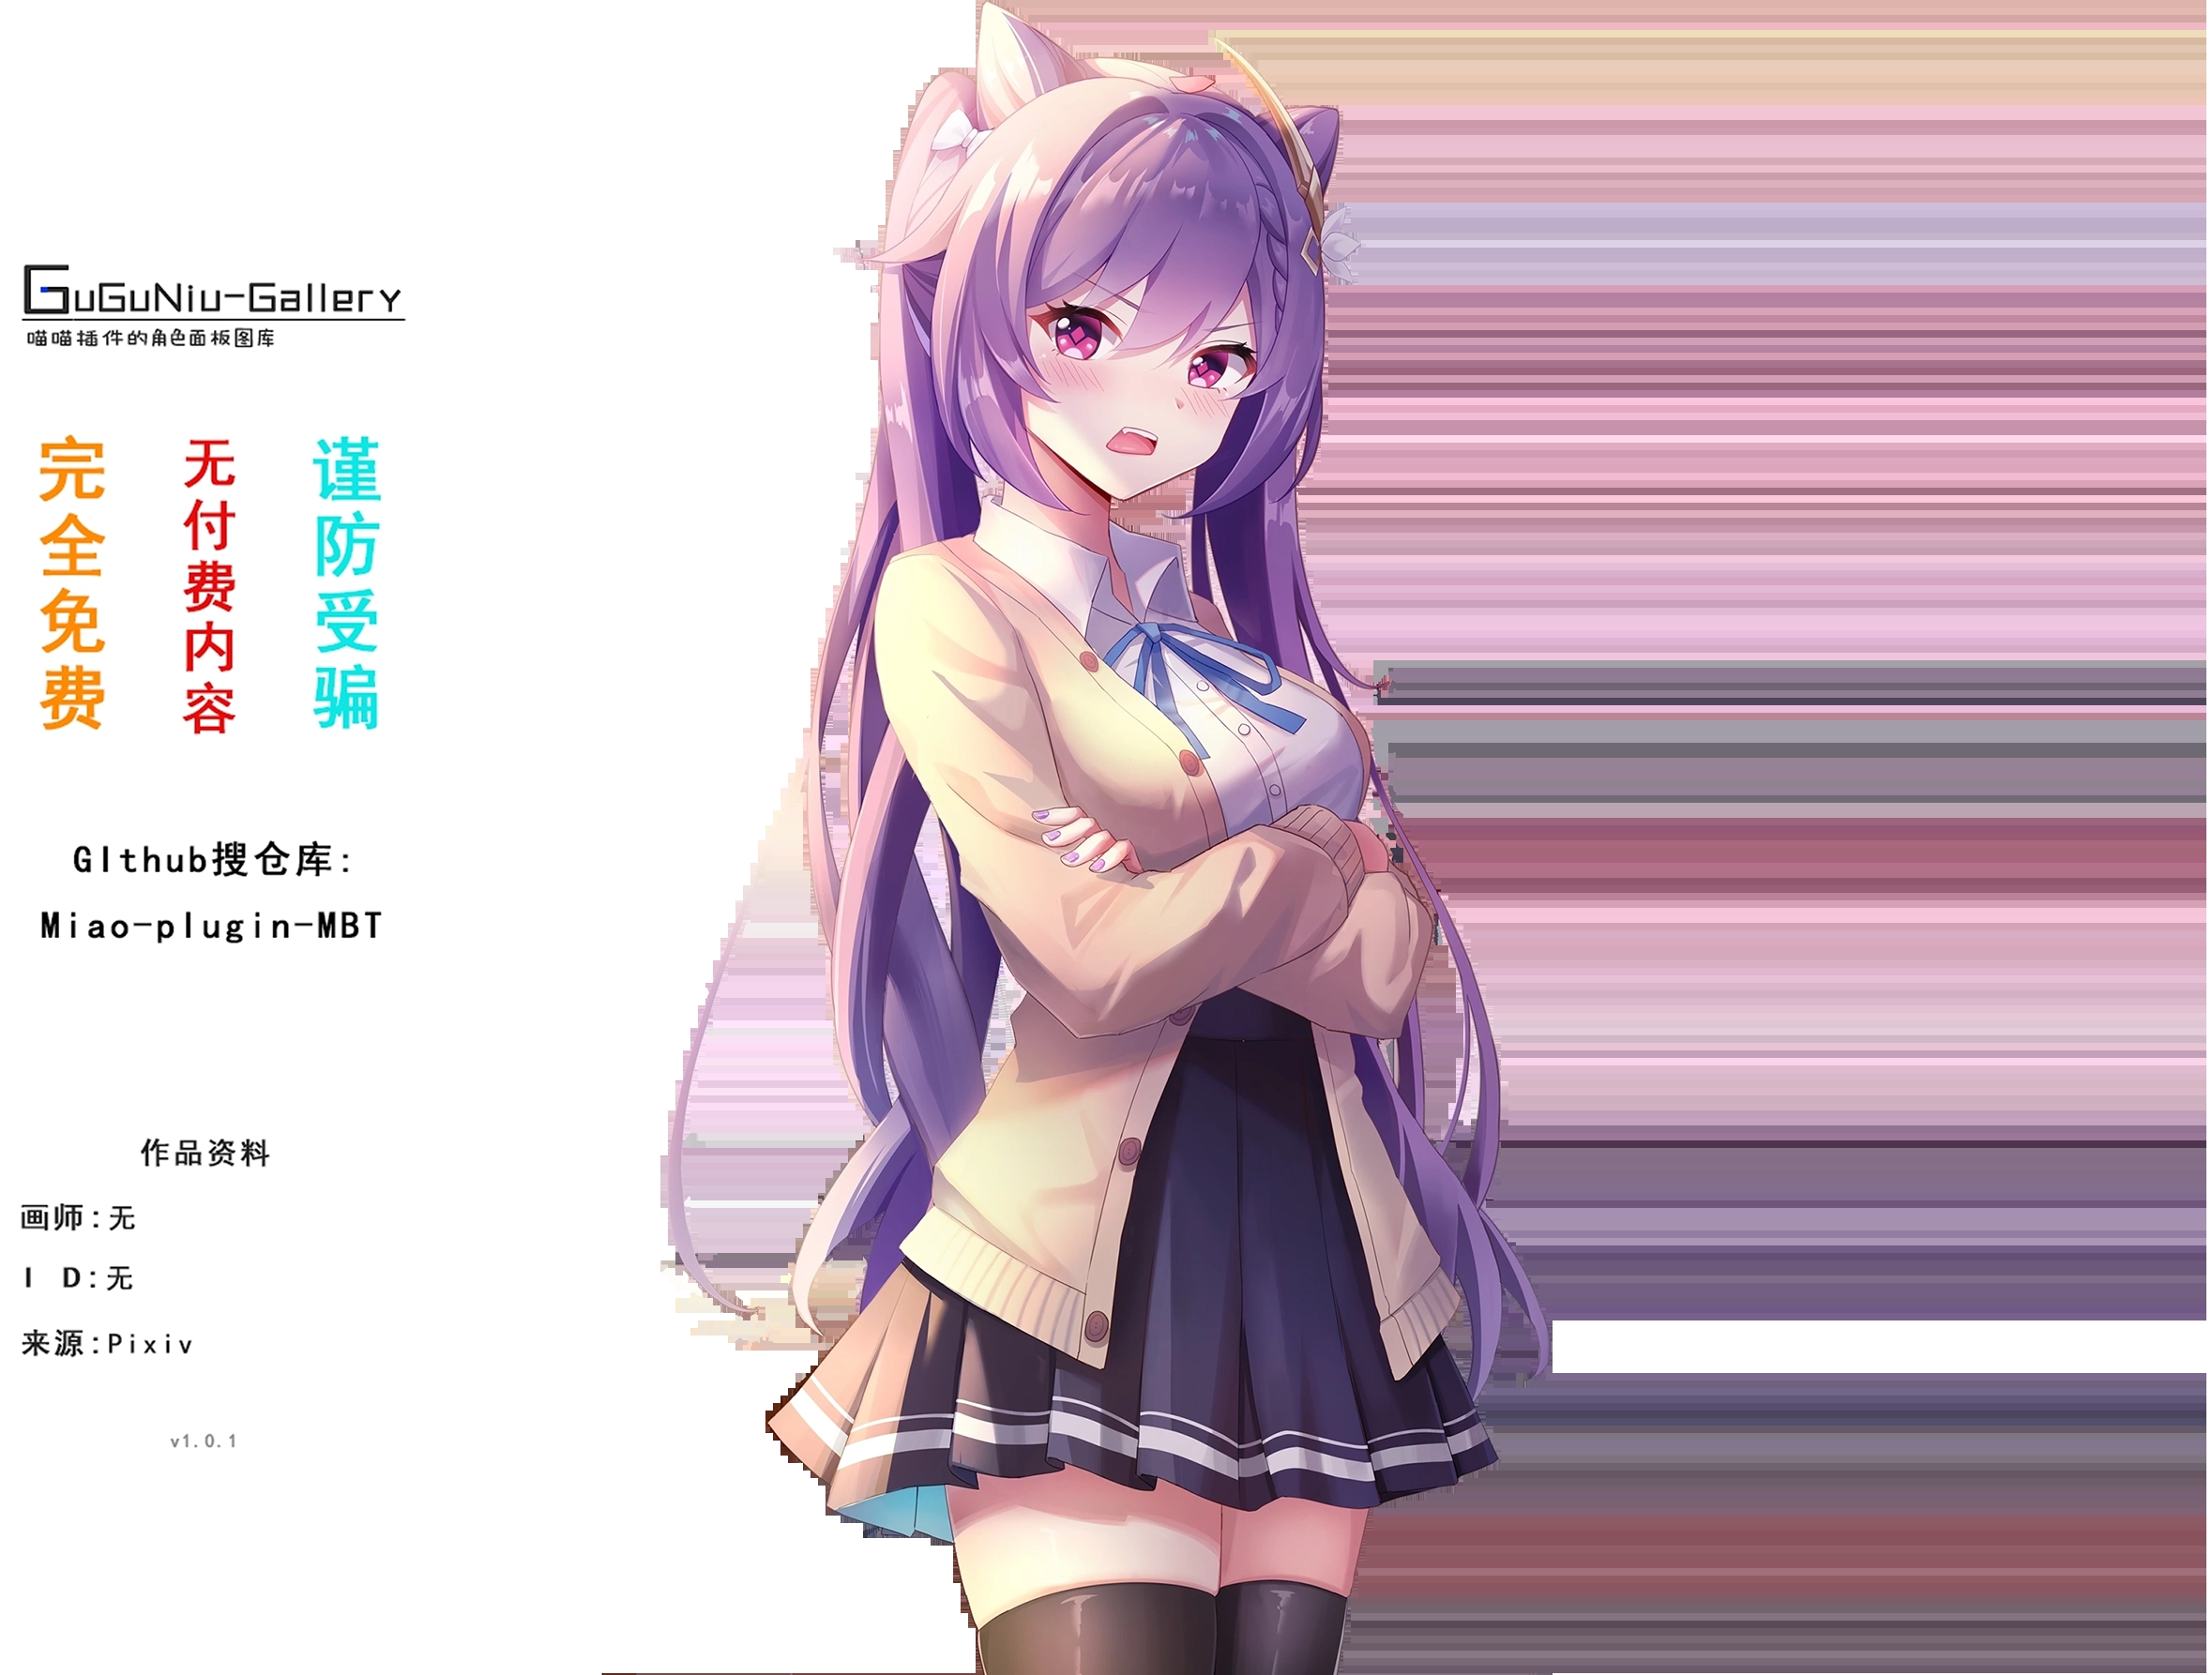 GuGuNiu-Gallery
喵喵插件的角色面板图库
完全免费
无付费内容
谨防受骗
GIthub搜仓库:
Miao-plugin-MBT
作品资料
画师:无
I D:无
来源:Pixiv
v1.0.1